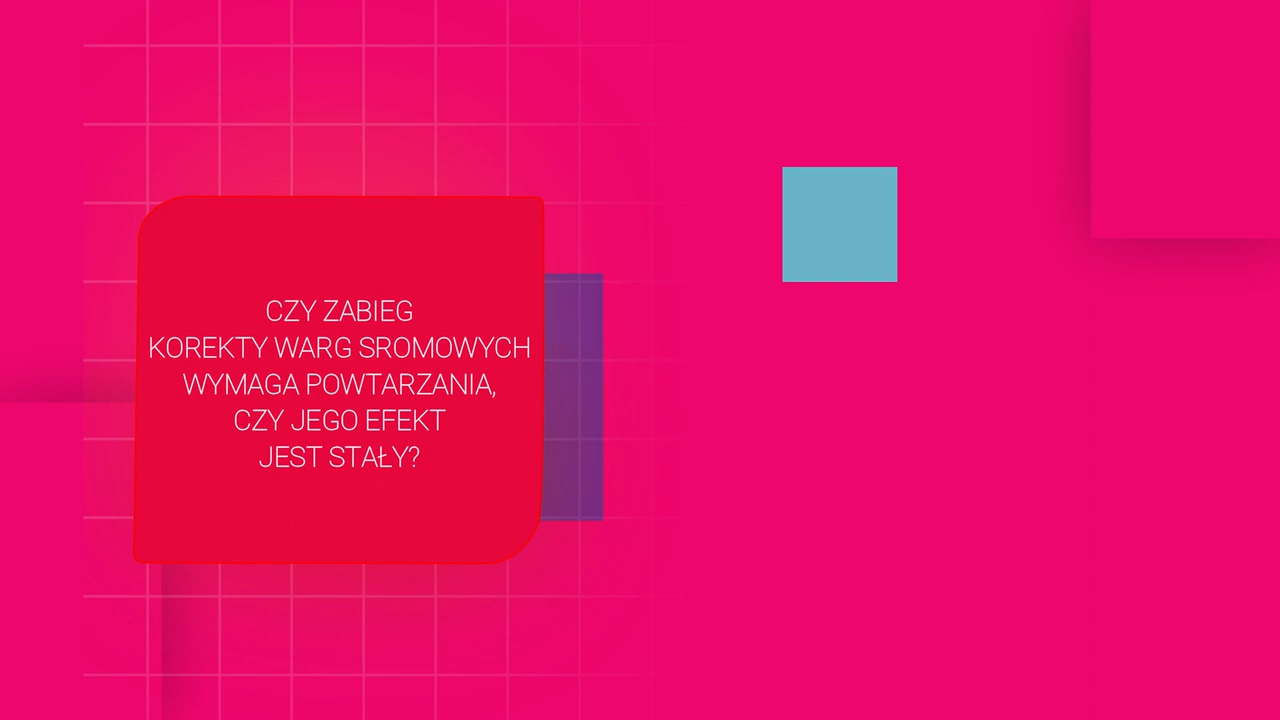 CZY ZABIEG
KOREKTY WARG SROMOWYCH
WYMAGA POWTARZANIA,
CZY JEGO EFEKT
JEST STAŁY?